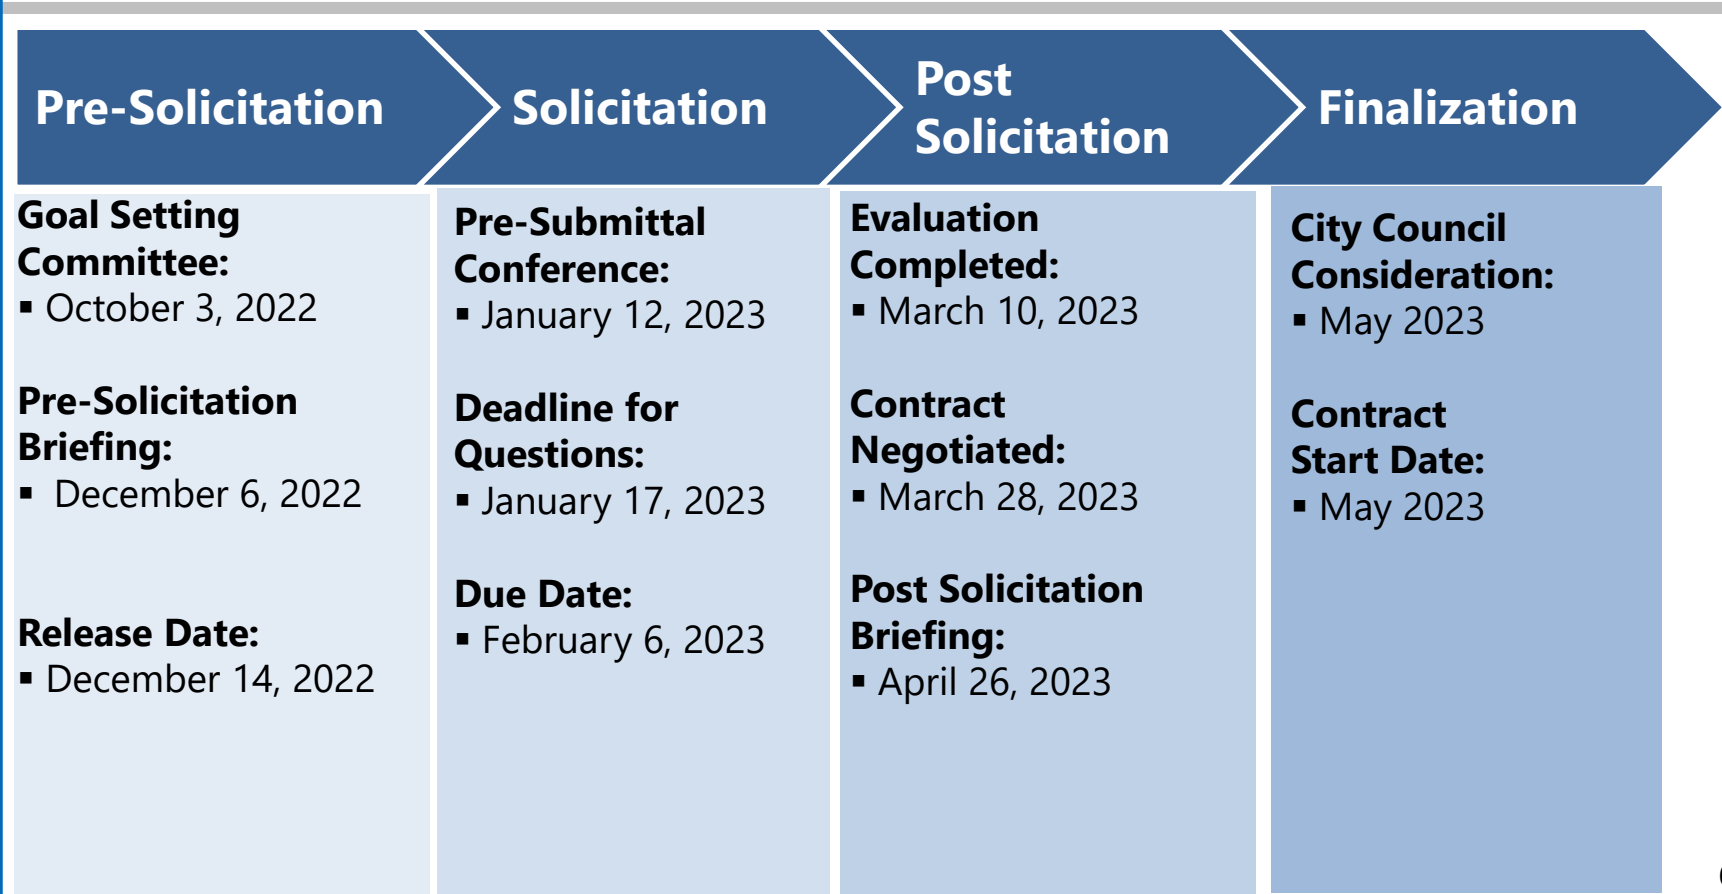 Pre-Solicitation
Solicitation
Post
Solicitation
Finalization
Goal Setting
Committee:
▪ October 3, 2022
Pre-Solicitation
Briefing:
▪ December 6, 2022
Release Date:
▪ December 14, 2022
Pre-Submittal
Conference:
▪ January 12, 2023
Deadline for
Questions:
▪ January 17, 2023
Due Date:
▪ February 6, 2023
Evaluation
Completed:
▪ March 10, 2023
Contract
Negotiated:
▪ March 28, 2023
Post Solicitation
Briefing:
▪ April 26, 2023
City Council
Consideration:
▪ May 2023
Contract
Start Date:
▪ May 2023